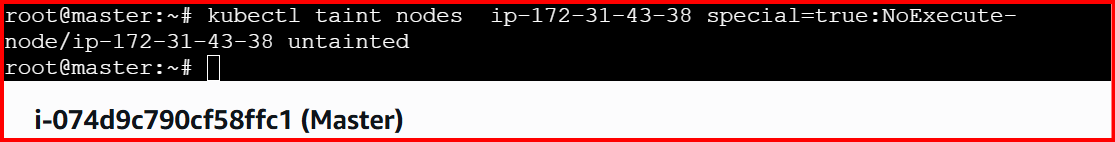 root@master:~# kubectl taint nodes  ip-172-31-43-38 special=true:NoExecute-
node/ip-172-31-43-38 untainted
root@master:~#
i-074d9c790cf58ffc1 (Master)